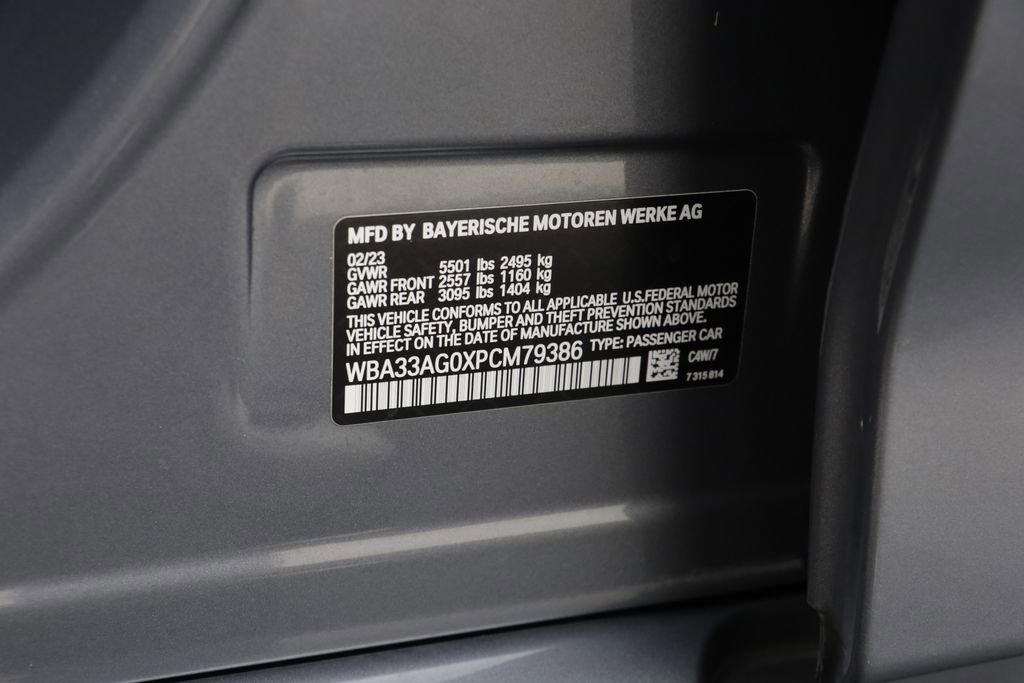 MFD BY BAYERISCHE MOTOREN WERKE AG
02/23
GVWR 5501 lbs 2495 kg
GAWR FRONT 2557 lbs 1160 kg
GAWR REAR 3095 lbs 1404 kg
THIS VEHICLE CONFORMS TO ALL APPLICABLE U.S.FEDERAL MOTOR
VEHICLE SAFETY, BUMPER AND THEFT PREVENTION STANDARDS
IN EFFECT ON THE DATE OF MANUFACTURE SHOWN ABOVE.
WBA33AG0XPCM79386 TYPE: PASSENGER CAR
C4W/7
7 315 814